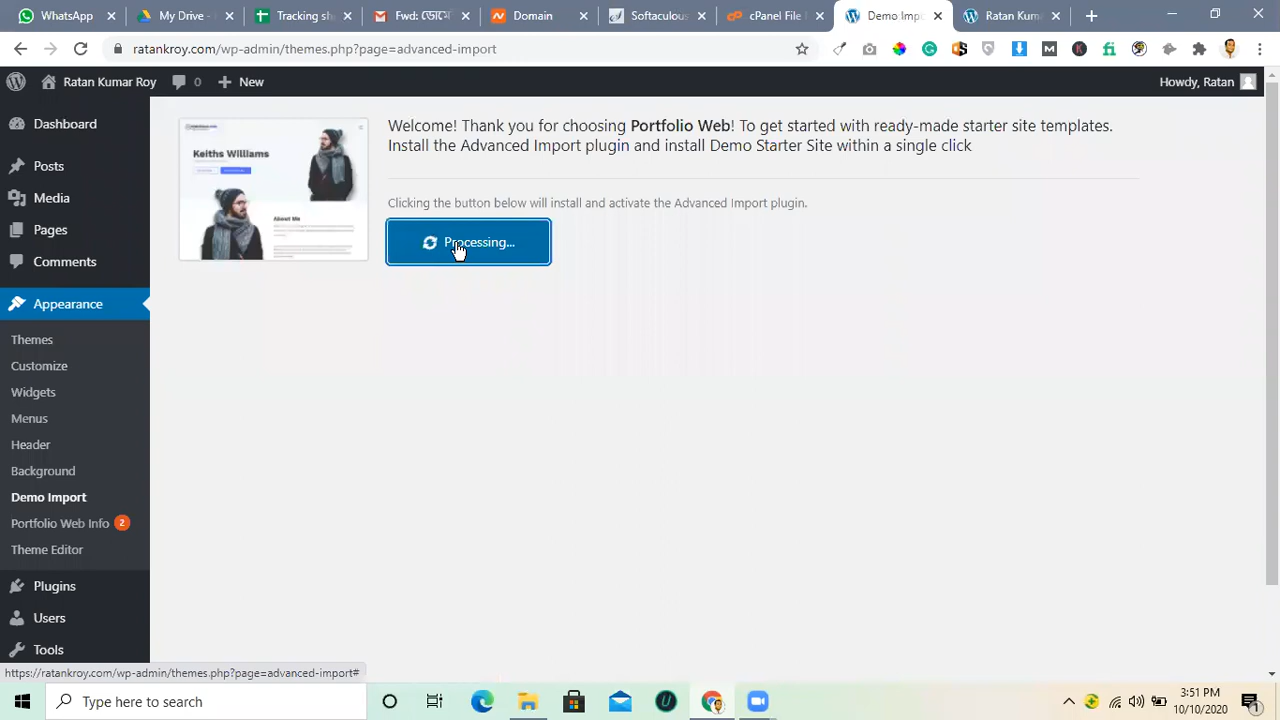 WhatsApp
My Drive -
Tracking sh
Fwd: CSIC-I
Domain
Softaculous
cPanel File
Demo Imp
Ratan Kum
ratankroy.com/wp-admin/themes.php?page=advanced-import
Ratan Kumar Roy
0
New
Howdy, Ratan
Dashboard
Posts
Media
Pages
Comments
Appearance
Themes
Customize
Widgets
Menus
Header
Background
Demo Import
Portfolio Web Info 2
Theme Editor
Plugins
Users
Tools
Keiths Williams
About Me
Welcome! Thank you for choosing Portfolio Web! To get started with ready-made starter site templates.
Install the Advanced Import plugin and install Demo Starter Site within a single click
Clicking the button below will install and activate the Advanced Import plugin.
Processing...
https://ratankroy.com/wp-admin/themes.php?page=advanced-import#
Type here to search
3:51 PM
10/10/2020